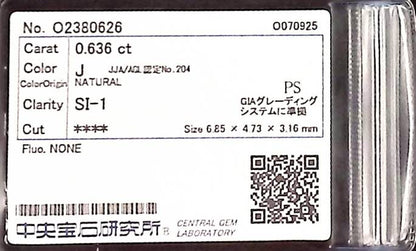 No. O2380626 O070925
Carat 0.636 ct
Color J JJA/AGL認定No.204
ColorOrigin NATURAL
Clarity SI-1 PS
GIAグレーディング
システムに準拠
Cut ****
Size 6.85 × 4.73 × 3.16 mm
Fluo. NONE
中央宝石研究所® CENTRAL GEM
LABORATORY